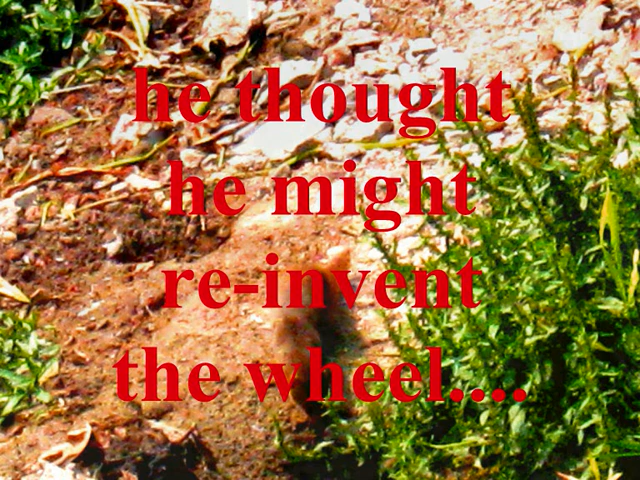 he thought
he might
re-invent
the wheel....